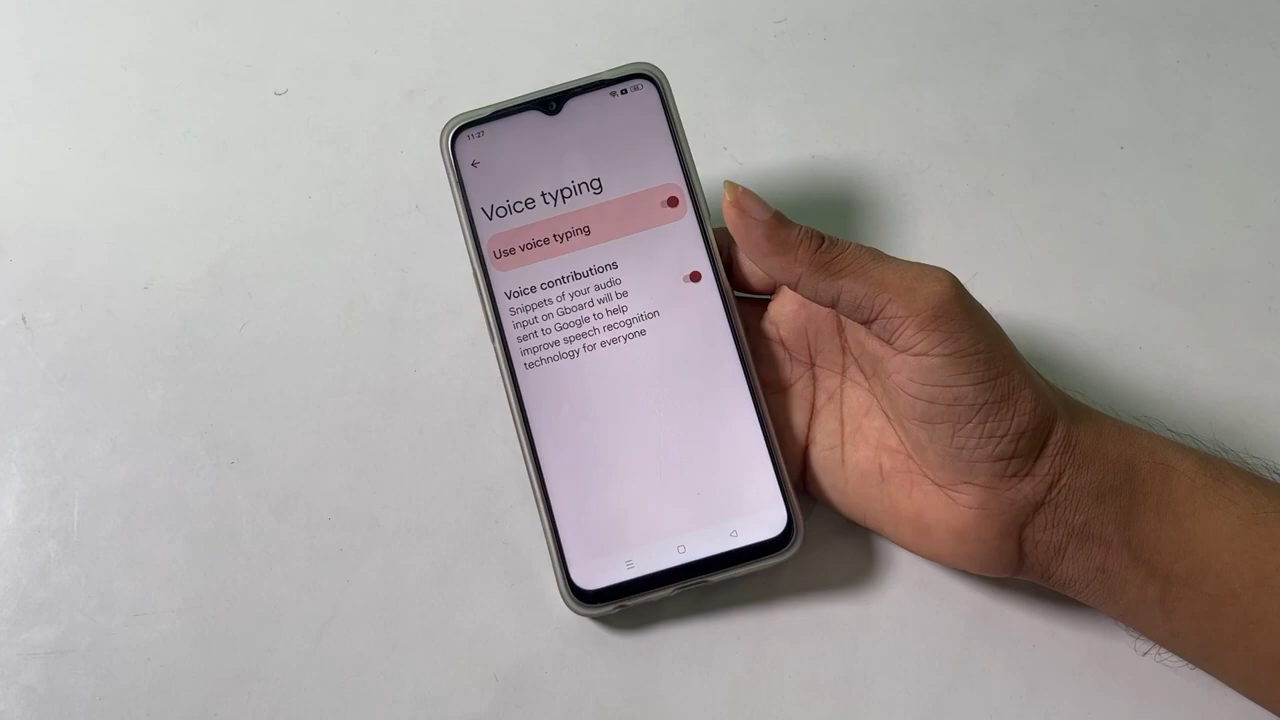 11:27
Voice typing
Use voice typing
Voice contributions
Snippets of your audio
input on Gboard will be
sent to Google to help
improve speech recognition
technology for everyone